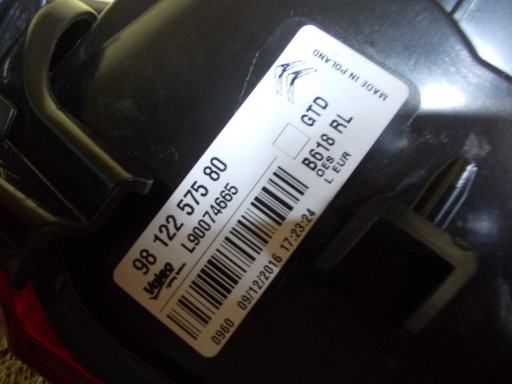 MADE IN POLAND
GTD
B618 RL
OES
L EUR
98 122 575 80
L90074665
Valeo
0960 09/12/2016 17:23:24